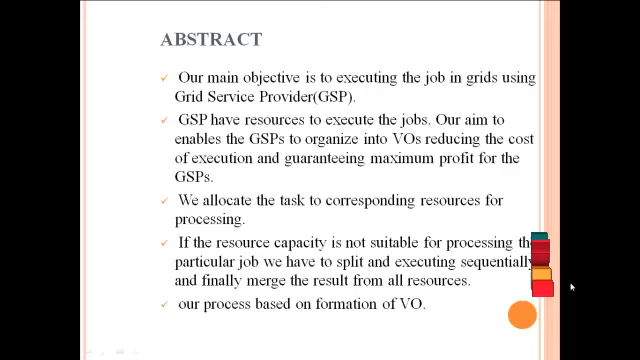 ABSTRACT
Our main objective is to executing the job in grids using
Grid Service Provider(GSP).
GSP have resources to execute the jobs. Our aim to
enables the GSPs to organize into VOs reducing the cost
of execution and guaranteeing maximum profit for the
GSPs.
We allocate the task to corresponding resources for
processing.
If the resource capacity is not suitable for processing the
particular job we have to split and executing sequentially
and finally merge the result from all resources.
our process based on formation of VO.